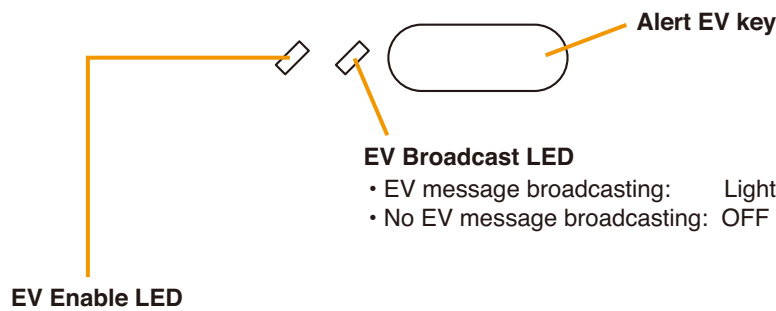 Alert EV key
EV Broadcast LED
• EV message broadcasting: Light
• No EV message broadcasting: OFF
EV Enable LED